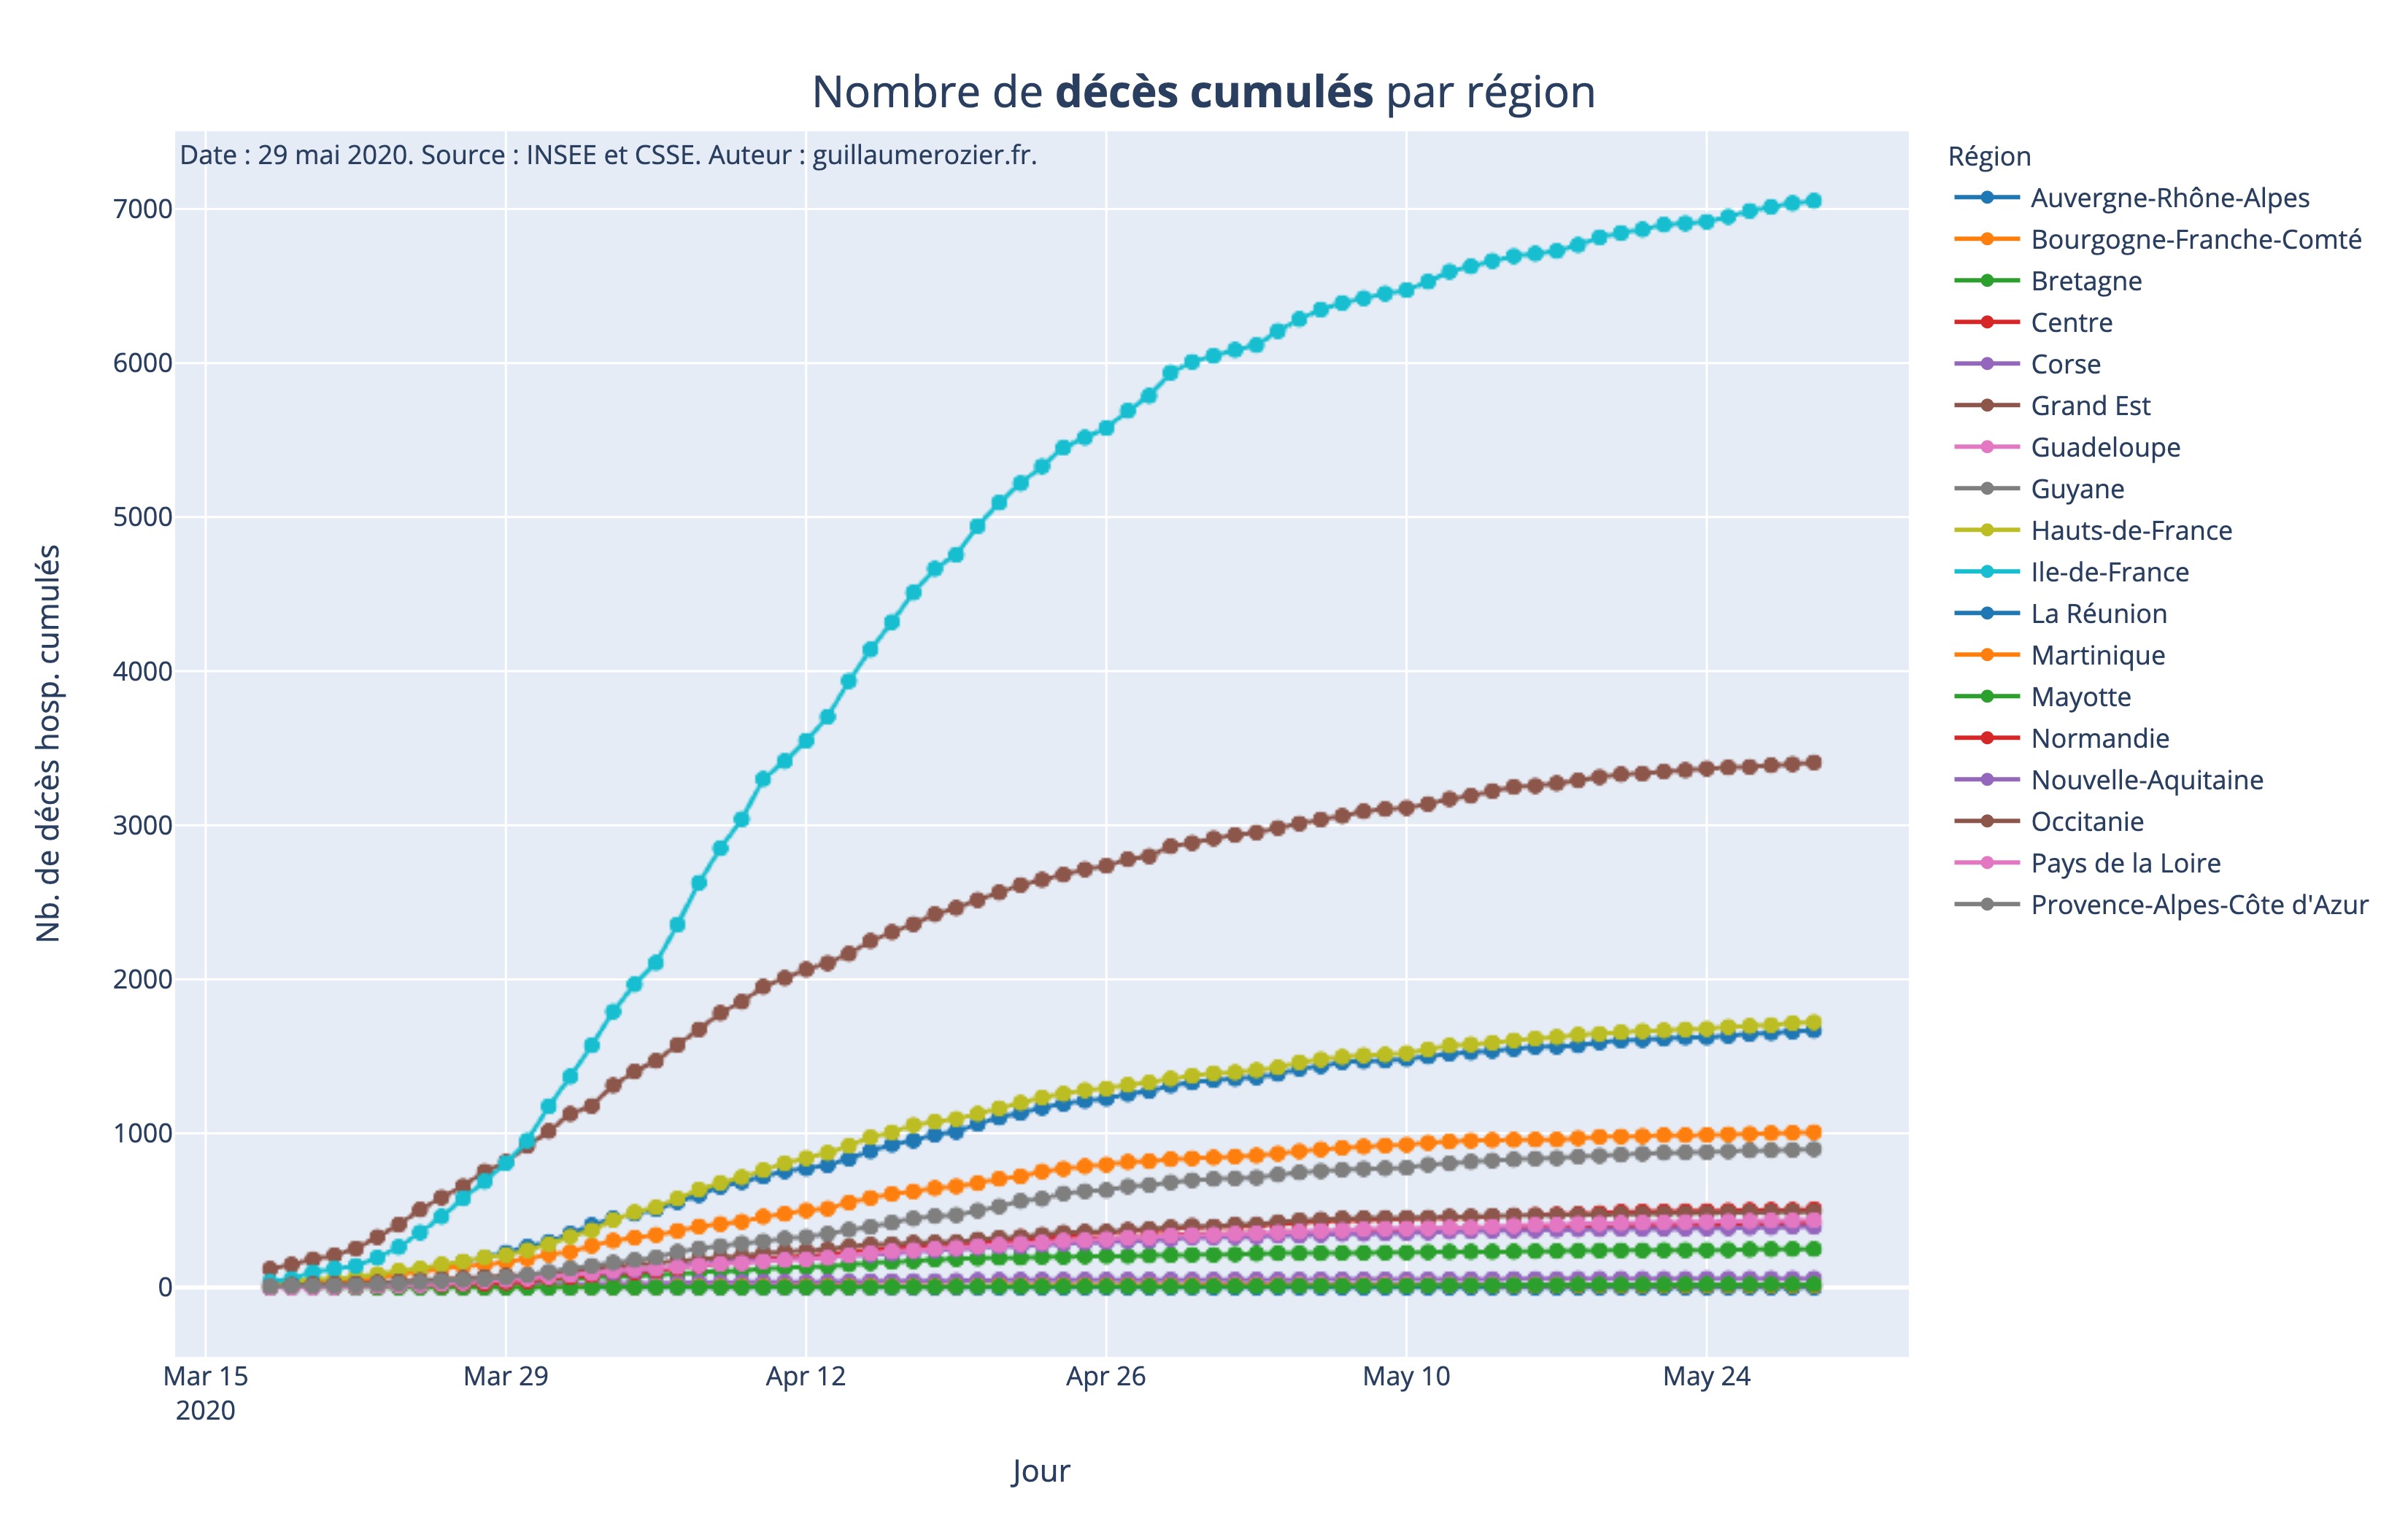 Nombre de décès cumulés par région
Date : 29 mai 2020. Source : INSEE et CSSE. Auteur : guillaumerozier.fr.
Nb. de décès hosp. cumulés
7000
6000
5000
4000
3000
2000
1000
0
Mar 15
2020
Mar 29
Apr 12
Apr 26
May 10
May 24
Jour
Région
Auvergne-Rhône-Alpes
Bourgogne-Franche-Comté
Bretagne
Centre
Corse
Grand Est
Guadeloupe
Guyane
Hauts-de-France
Ile-de-France
La Réunion
Martinique
Mayotte
Normandie
Nouvelle-Aquitaine
Occitanie
Pays de la Loire
Provence-Alpes-Côte d'Azur